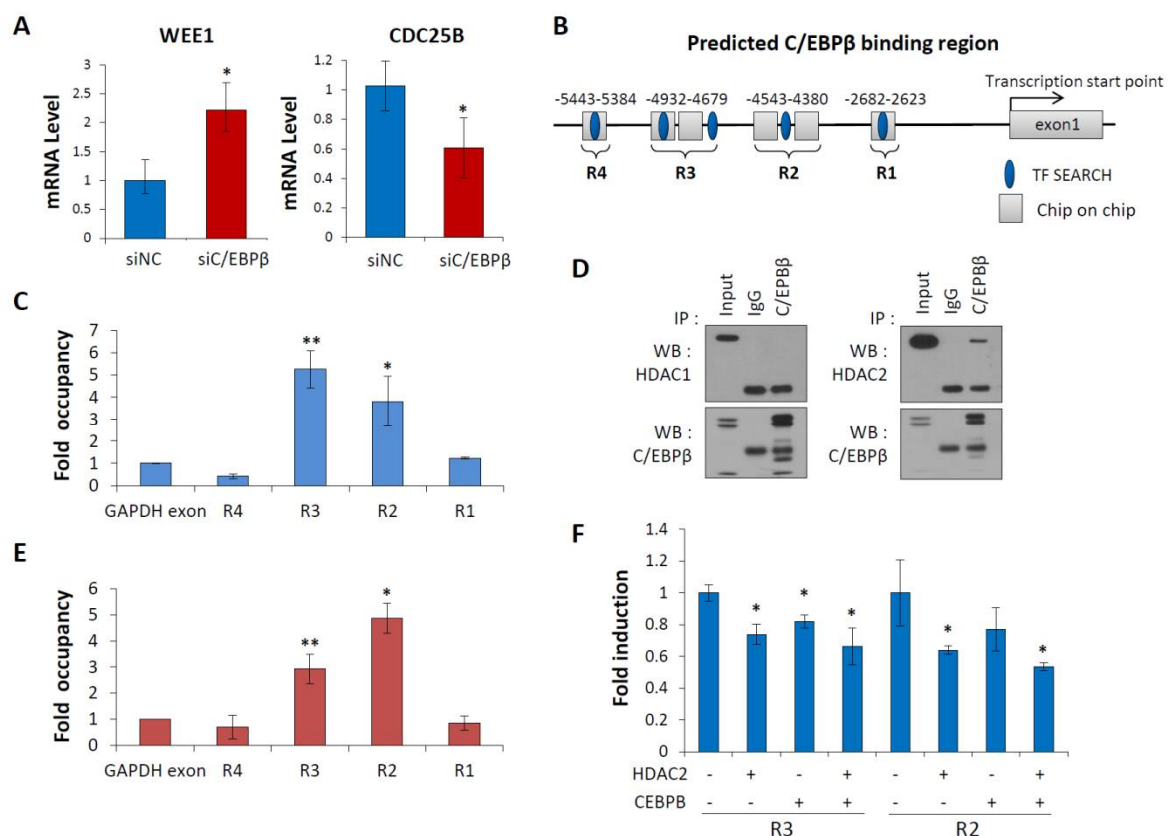 A
WEE1
mRNA Level
3
2.5
2
1.5
1
0.5
0
*
siNC
siC/EBPβ
CDC25B
mRNA Level
1.2
1
0.8
0.6
0.4
0.2
0
*
siNC
siC/EBPβ
B
Predicted C/EBPβ binding region
-5443-5384 -4932-4679 -4543-4380 -2682-2623
Transcription start point
exon1
R4 R3 R2 R1
TF SEARCH
Chip on chip
C
Fold occupancy
7
6
5
4
3
2
1
0
**
*
GAPDH exon R4 R3 R2 R1
D
IP :
Input
IgG
C/EPBβ
WB :
HDAC1
WB :
C/EBPβ
IP :
Input
IgG
C/EPBβ
WB :
HDAC2
WB :
C/EBPβ
E
Fold occupancy
6
5
4
3
2
1
0
**
*
GAPDH exon R4 R3 R2 R1
F
Fold induction
1.4
1.2
1
0.8
0.6
0.4
0.2
0
* * * * *
HDAC2 - + - + - + - +
CEBPB - - + + - - + +
R3 R2